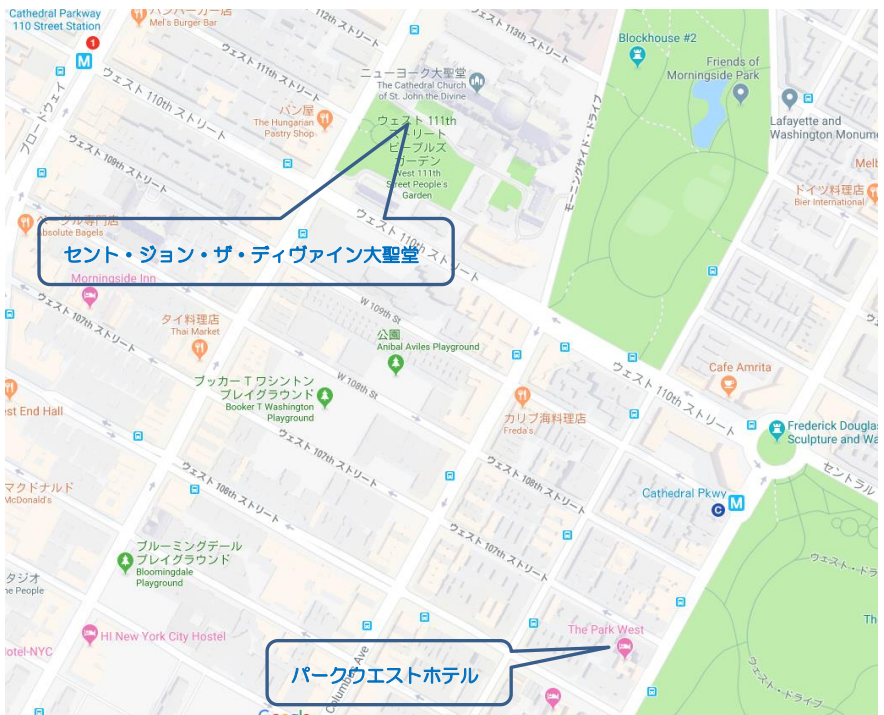 Cathedral Parkway
110 Street Station
1
M
ハンバーガー店
Mel's Burger Bar
ウェスト 111th ストリート
112th ストリート
113th ストリート
Blockhouse #2
Friends of
Morningside Park
ニューヨーク大聖堂
The Cathedral Church
of St. John the Divine
ウェスト 110th ストリート
ブロードウェイ
パン屋
The Hungarian
Pastry Shop
ウェスト 111th
ストリート
ピープルズ
ガーデン
West 111th
Street People's
Garden
モーニングサイド・ドライブ
Lafayette and
Washington Monume
Melb
ウェスト 109th ストリート
ドイツ料理店
Bier International
ベーグル専門店
Absolute Bagels
ウェスト 110th ストリート
セント・ジョン・ザ・ディヴァイン大聖堂
Morningside Inn
ウェスト 107th ストリート
タイ料理店
Thai Market
W 109th St
公園
Anibal Aviles Playground
W 108th St
ブッカー T ワシントン
プレイグラウンド
Booker T Washington
Playground
Cafe Amrita
ウェスト 110th ストリート
est End Hall
カリブ海料理店
Freda's
Frederick Douglas
Sculpture and Wa
ウェスト 107th ストリート
ウェスト 108th ストリート
セントラル
マクドナルド
McDonald's
ウェスト 106th ストリート
Cathedral Pkwy
C
M
ウェスト 107th ストリート
ブルーミングデール
プレイグラウンド
Bloomingdale
Playground
ウェスト・ドラ
タジオ
he People
HI New York City Hostel
The Park West
Th
otel-NYC
パークウエストホテル
Columbus Ave
ウェスト・ドライブ